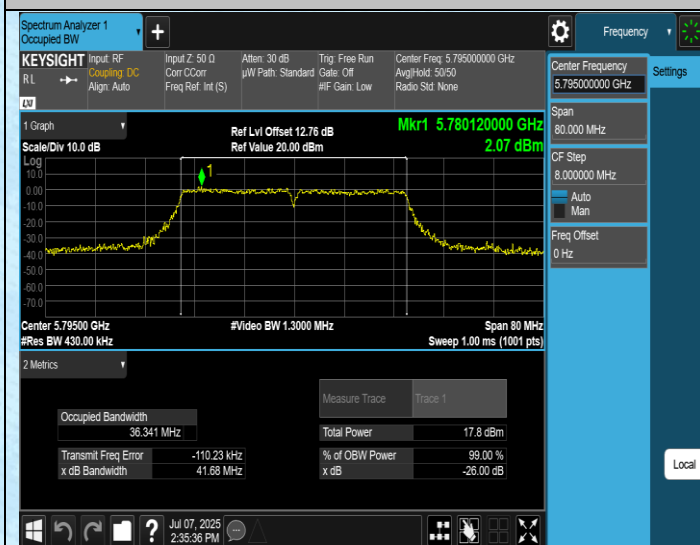 Spectrum Analyzer 1
Occupied BW
Frequency
KEYSIGHT
Input: RF
Coupling: DC
Align: Auto
RL
LU
Input Z: 50 Ω
Corr CCorr
Freq Ref: Int (S)
Atten: 30 dB
µW Path: Standard
Trig: Free Run
Gate: Off
#IF Gain: Low
Center Freq: 5.795000000 GHz
Avg|Hold: 50/50
Radio Std: None
Center Frequency
5.795000000 GHz
Settings
Span
80.000 MHz
CF Step
8.000000 MHz
Auto
Man
Freq Offset
0 Hz
1 Graph
Scale/Div 10.0 dB
Ref Lvl Offset 12.76 dB
Ref Value 20.00 dBm
Mkr1 5.780120000 GHz
2.07 dBm
Log
10.0
0.00
-10.0
-20.0
-30.0
-40.0
-50.0
-60.0
-70.0
1
Center 5.79500 GHz
#Res BW 430.00 kHz
#Video BW 1.3000 MHz
Span 80 MHz
Sweep 1.00 ms (1001 pts)
2 Metrics
Measure Trace
Trace 1
Occupied Bandwidth
36.341 MHz
Total Power
17.8 dBm
Transmit Freq Error
-110.23 kHz
% of OBW Power
99.00 %
x dB Bandwidth
41.68 MHz
x dB
-26.00 dB
Local
Jul 07, 2025
2:35:36 PM